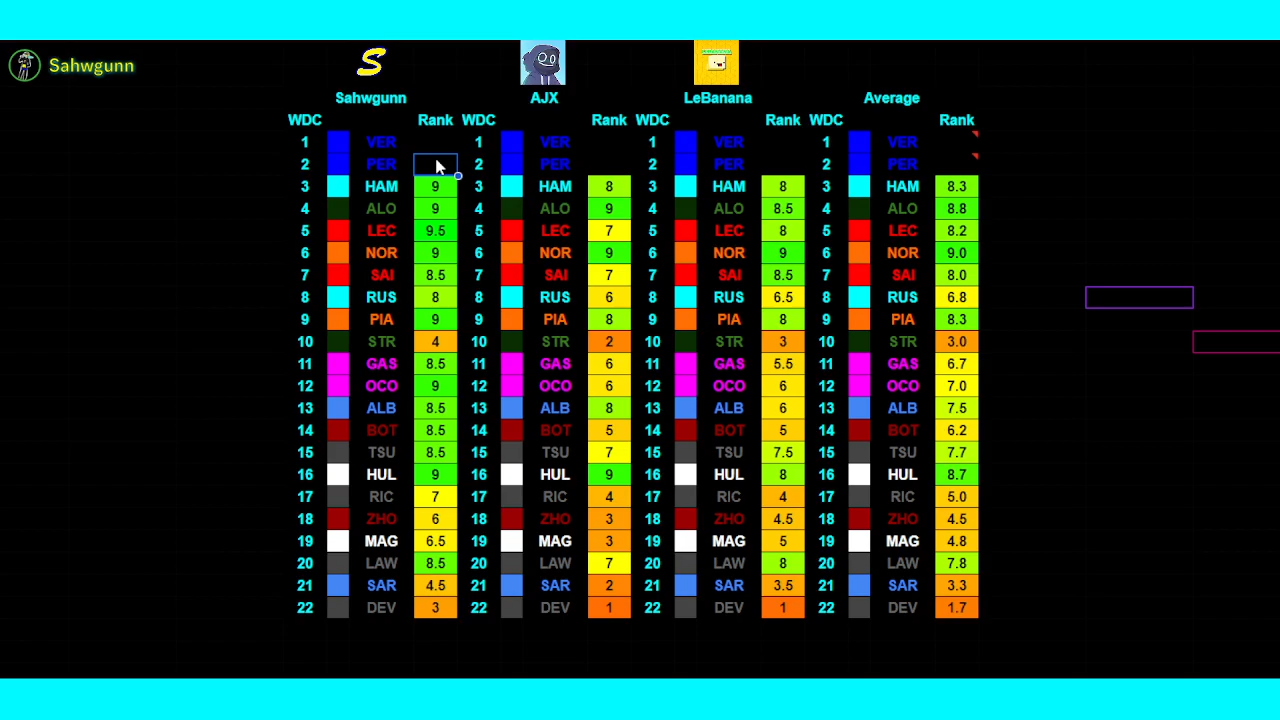 Sahwgunn
S
Sahwgunn AJX LeBanana Average
WDC Rank WDC Rank WDC Rank WDC Rank
1 VER 1 VER 1 VER 1 VER
2 PER 2 PER 2 PER 2 PER
3 HAM 9 3 HAM 8 3 HAM 8 3 HAM 8.3
4 ALO 9 4 ALO 9 4 ALO 8.5 4 ALO 8.8
5 LEC 9.5 5 LEC 7 5 LEC 8 5 LEC 8.2
6 NOR 9 6 NOR 9 6 NOR 9 6 NOR 9.0
7 SAI 8.5 7 SAI 7 7 SAI 8.5 7 SAI 8.0
8 RUS 8 8 RUS 6 8 RUS 6.5 8 RUS 6.8
9 PIA 9 9 PIA 8 9 PIA 8 9 PIA 8.3
10 STR 4 10 STR 2 10 STR 3 10 STR 3.0
11 GAS 8.5 11 GAS 6 11 GAS 5.5 11 GAS 6.7
12 OCO 9 12 OCO 6 12 OCO 6 12 OCO 7.0
13 ALB 8.5 13 ALB 8 13 ALB 6 13 ALB 7.5
14 BOT 8.5 14 BOT 5 14 BOT 5 14 BOT 6.2
15 TSU 8.5 15 TSU 7 15 TSU 7.5 15 TSU 7.7
16 HUL 9 16 HUL 9 16 HUL 8 16 HUL 8.7
17 RIC 7 17 RIC 4 17 RIC 4 17 RIC 5.0
18 ZHO 6 18 ZHO 3 18 ZHO 4.5 18 ZHO 4.5
19 MAG 6.5 19 MAG 3 19 MAG 5 19 MAG 4.8
20 LAW 8.5 20 LAW 7 20 LAW 8 20 LAW 7.8
21 SAR 4.5 21 SAR 2 21 SAR 3.5 21 SAR 3.3
22 DEV 3 22 DEV 1 22 DEV 1 22 DEV 1.7